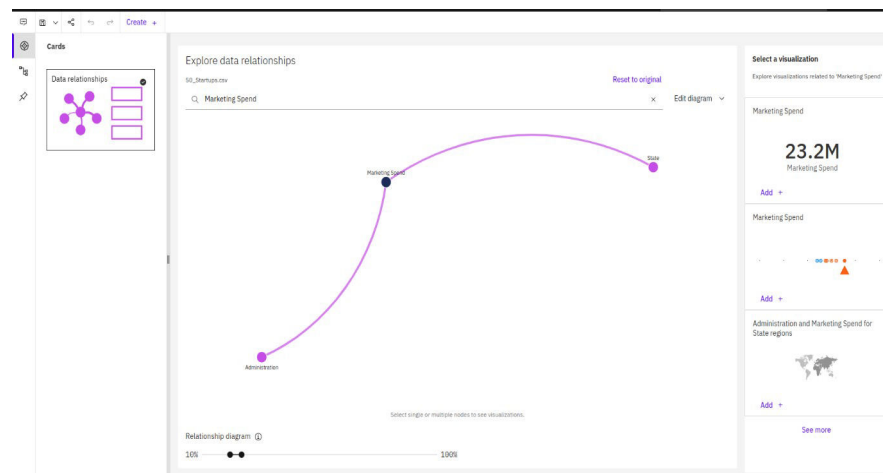 Create +
Cards
Data relationships
Explore data relationships
50_Startups.csv
Reset to original
Marketing Spend
×
Edit diagram
Marketing Spend
State
Administration
Select single or multiple nodes to see visualizations.
Relationship diagram
10%
100%
Select a visualization
Explore visualizations related to 'Marketing Spend'
Marketing Spend
23.2M
Marketing Spend
Add +
Marketing Spend
Add +
Administration and Marketing Spend for
State regions
Add +
See more